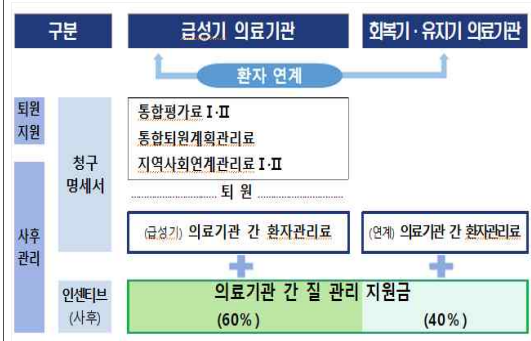 구분
급성기 의료기관
회복기·유지기 의료기관
환자 연계
퇴원
지원
청구
명세서
통합평가료 Ⅰ·Ⅱ
통합퇴원계획관리료
지역사회연계관리료 Ⅰ·Ⅱ
퇴 원
사후
관리
(급성기) 의료기관 간 환자관리료
(연계) 의료기관 간 환자관리료
인센티브
(사후)
의료기관 간 질 관리 지원금
(60%)
(40%)